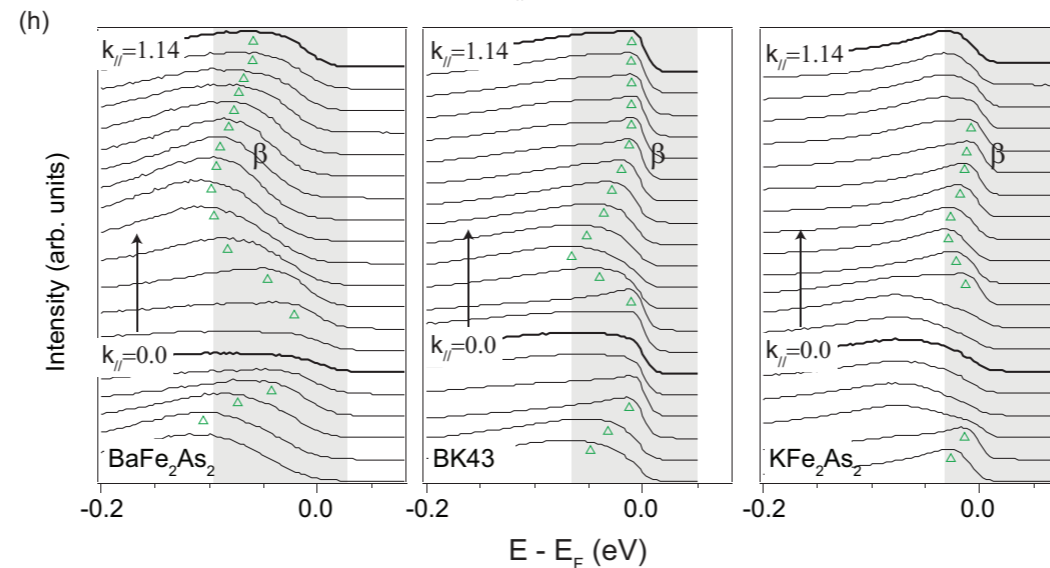 (h)
Intensity (arb. units)
k//=1.14
β
k//=0.0
BaFe2As2
-0.2
0.0
k//=1.14
β
k//=0.0
BK43
-0.2
0.0
k//=1.14
β
k//=0.0
KFe2As2
-0.2
0.0
E - EF (eV)